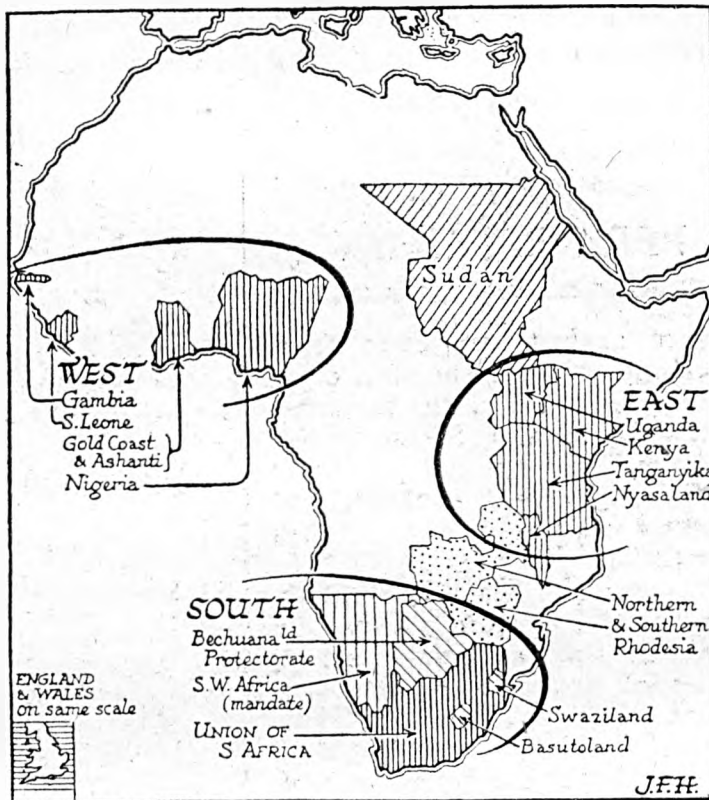 Sudan
WEST
Gambia
S. Leone
Gold Coast
& Ashanti
Nigeria
EAST
Uganda
Kenya
Tanganyika
Nyasaland
Northern
& Southern
Rhodesia
SOUTH
Bechuanald
Protectorate
S.W. Africa
(mandate)
UNION OF
S AFRICA
Swaziland
Basutoland
ENGLAND
& WALES
on same scale
J.F.H.